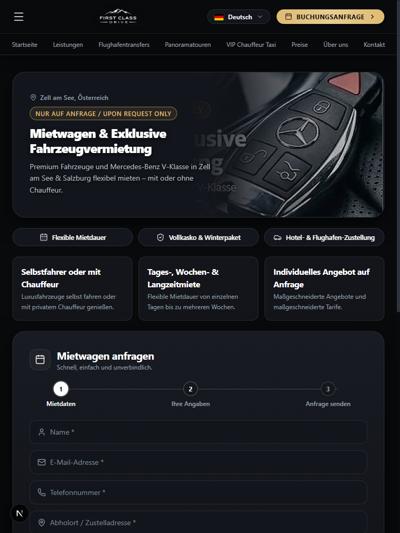 FIRST CLASS
DRIVE
Deutsch
BUCHUNGSANFRAGE
Startseite
Leistungen
Flughafentransfers
Panoramatouren
VIP Chauffeur Taxi
Preise
Über uns
Kontakt
Zell am See, Österreich
NUR AUF ANFRAGE / UPON REQUEST ONLY
Mietwagen & Exklusive
Fahrzeugvermietung
Premium Fahrzeuge und Mercedes-Benz V-Klasse in Zell
am See & Salzburg flexibel mieten – mit oder ohne
Chauffeur.
usive
ng
V-Klasse
Flexible Mietdauer
Vollkasko & Winterpaket
Hotel- & Flughafen-Zustellung
Selbstfahrer oder mit
Chauffeur
Luxusfahrzeuge selbst fahren oder
mit privatem Chauffeur genießen.
Tages-, Wochen- &
Langzeitmiete
Flexible Mietdauer von einzelnen
Tagen bis zu mehreren Wochen.
Individuelles Angebot auf
Anfrage
Maßgeschneiderte Angebote und
maßgeschneiderte Tarife.
Mietwagen anfragen
Schnell, einfach und unverbindlich.
1
2
3
Mietdaten
Ihre Angaben
Anfrage senden
Name *
E-Mail-Adresse *
Telefonnummer *
Abholort / Zustelladresse *
N